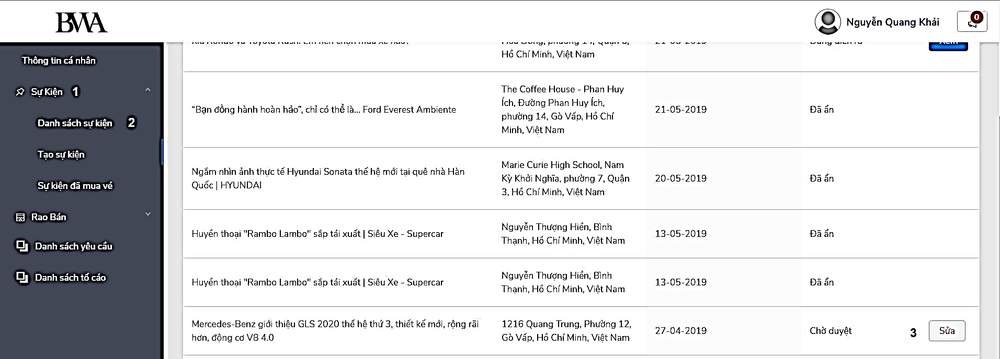 BWA
Nguyễn Quang Khải
0
Thông tin cá nhân
Sự Kiện 1
Danh sách sự kiện 2
Tạo sự kiện
Sự kiện đã mua vé
Rao Bán
Danh sách yêu cầu
Danh sách tố cáo
Hồ Chí Minh, Việt Nam
“Bạn đồng hành hoàn hảo”, chỉ có thể là... Ford Everest Ambiente
The Coffee House - Phan Huy
Ích, Đường Phan Huy Ích,
phường 14, Gò Vấp, Hồ Chí
Minh, Việt Nam
21-05-2019
Đã ẩn
Ngắm nhìn ảnh thực tế Hyundai Sonata thế hệ mới tại quê nhà Hàn
Quốc | HYUNDAI
Marie Curie High School, Nam
Kỳ Khởi Nghĩa, phường 7, Quận
3, Hồ Chí Minh, Việt Nam
20-05-2019
Đã ẩn
Huyền thoại "Rambo Lambo" sắp tái xuất | Siêu Xe - Supercar
Nguyễn Thượng Hiền, Bình
Thạnh, Hồ Chí Minh, Việt Nam
13-05-2019
Đã ẩn
Huyền thoại "Rambo Lambo" sắp tái xuất | Siêu Xe - Supercar
Nguyễn Thượng Hiền, Bình
Thạnh, Hồ Chí Minh, Việt Nam
13-05-2019
Đã ẩn
Mercedes-Benz giới thiệu GLS 2020 thế hệ thứ 3, thiết kế mới, rộng rãi
hơn, động cơ V8 4.0
1216 Quang Trung, Phường 12,
Gò Vấp, Hồ Chí Minh, Việt Nam
27-04-2019
Chờ duyệt
3 Sửa